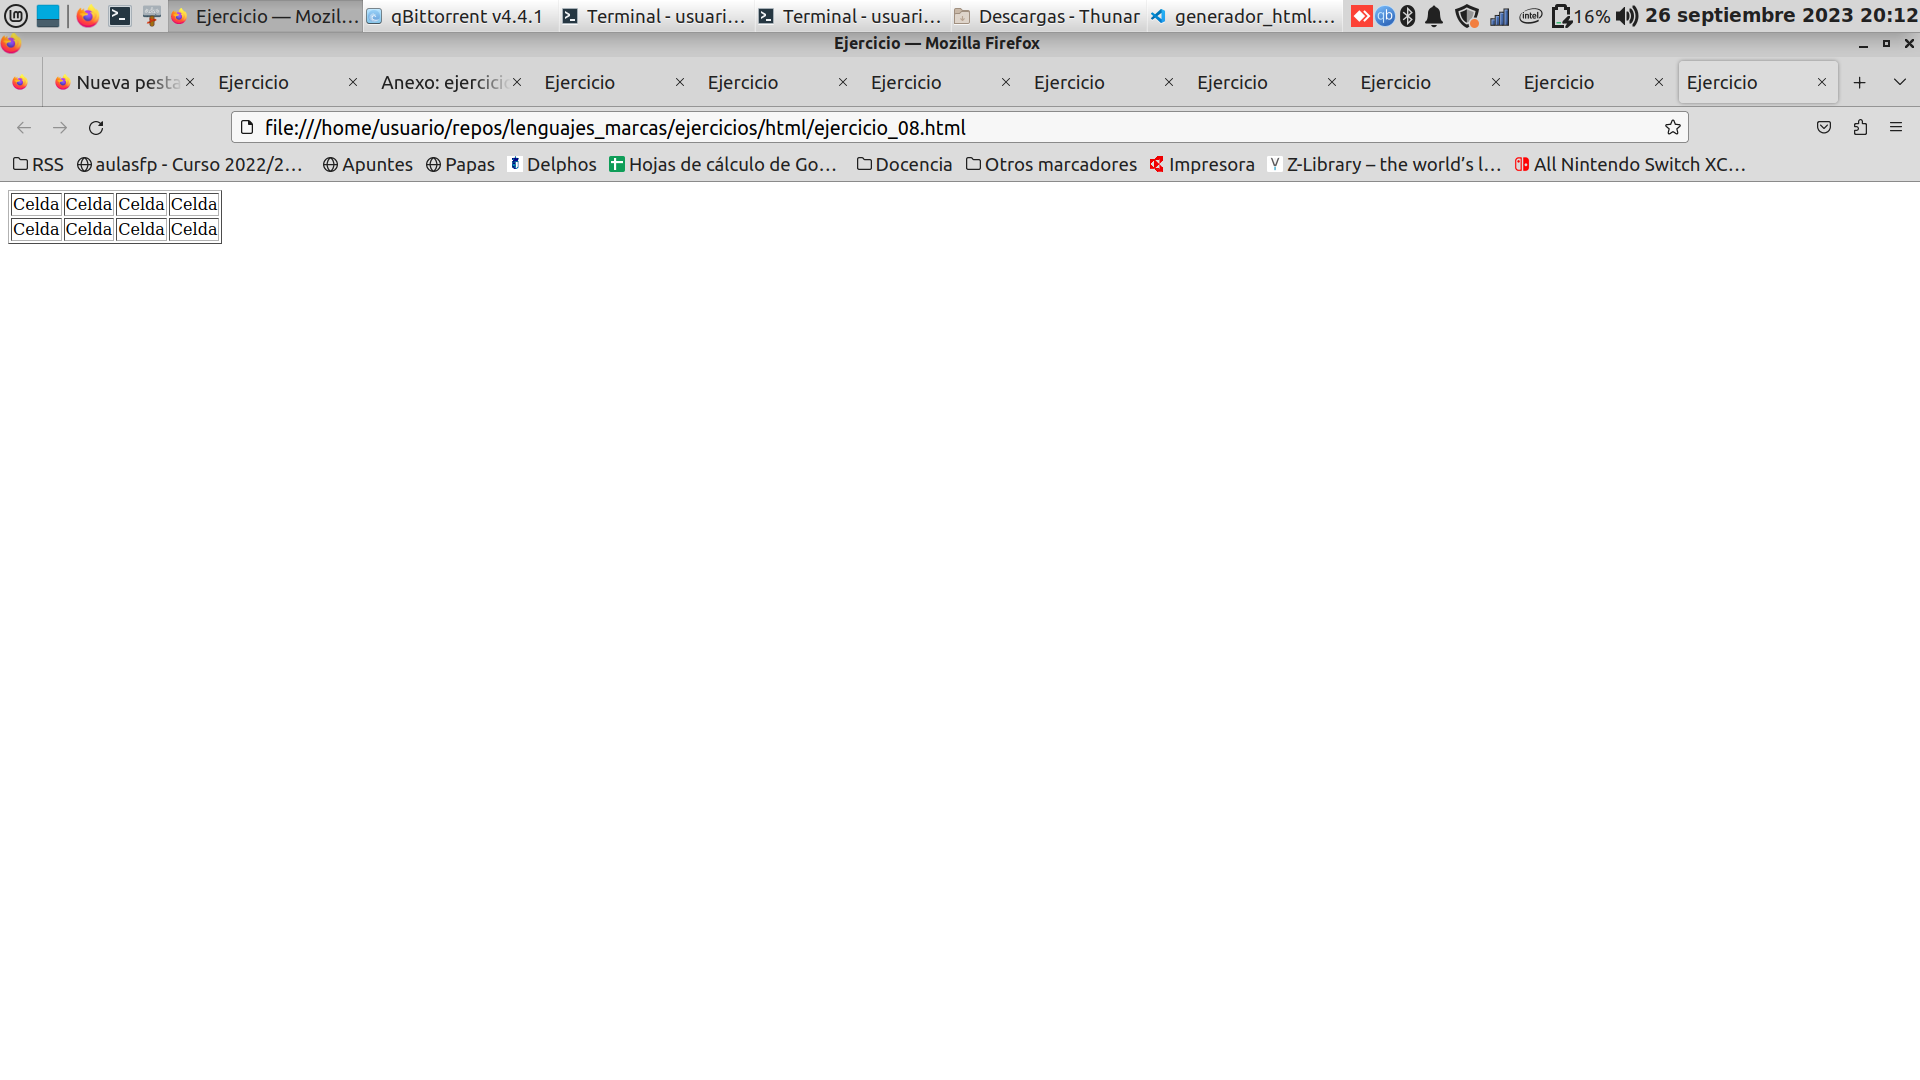 Ejercicio — Mozil... qBittorrent v4.4.1 Terminal - usuari... Terminal - usuari... Descargas - Thunar generador_html.... qb intel 16% 26 septiembre 2023 20:12
Ejercicio — Mozilla Firefox
Nueva pesta Ejercicio Anexo: ejercici Ejercicio Ejercicio Ejercicio Ejercicio Ejercicio Ejercicio Ejercicio Ejercicio
file:///home/usuario/repos/lenguajes_marcas/ejercicios/html/ejercicio_08.html
RSS aulasfp - Curso 2022/2... Apuntes Papas Delphos Hojas de cálculo de Go... Docencia Otros marcadores Impresora Z-Library – the world’s l... All Nintendo Switch XC...
Celda Celda Celda Celda
Celda Celda Celda Celda